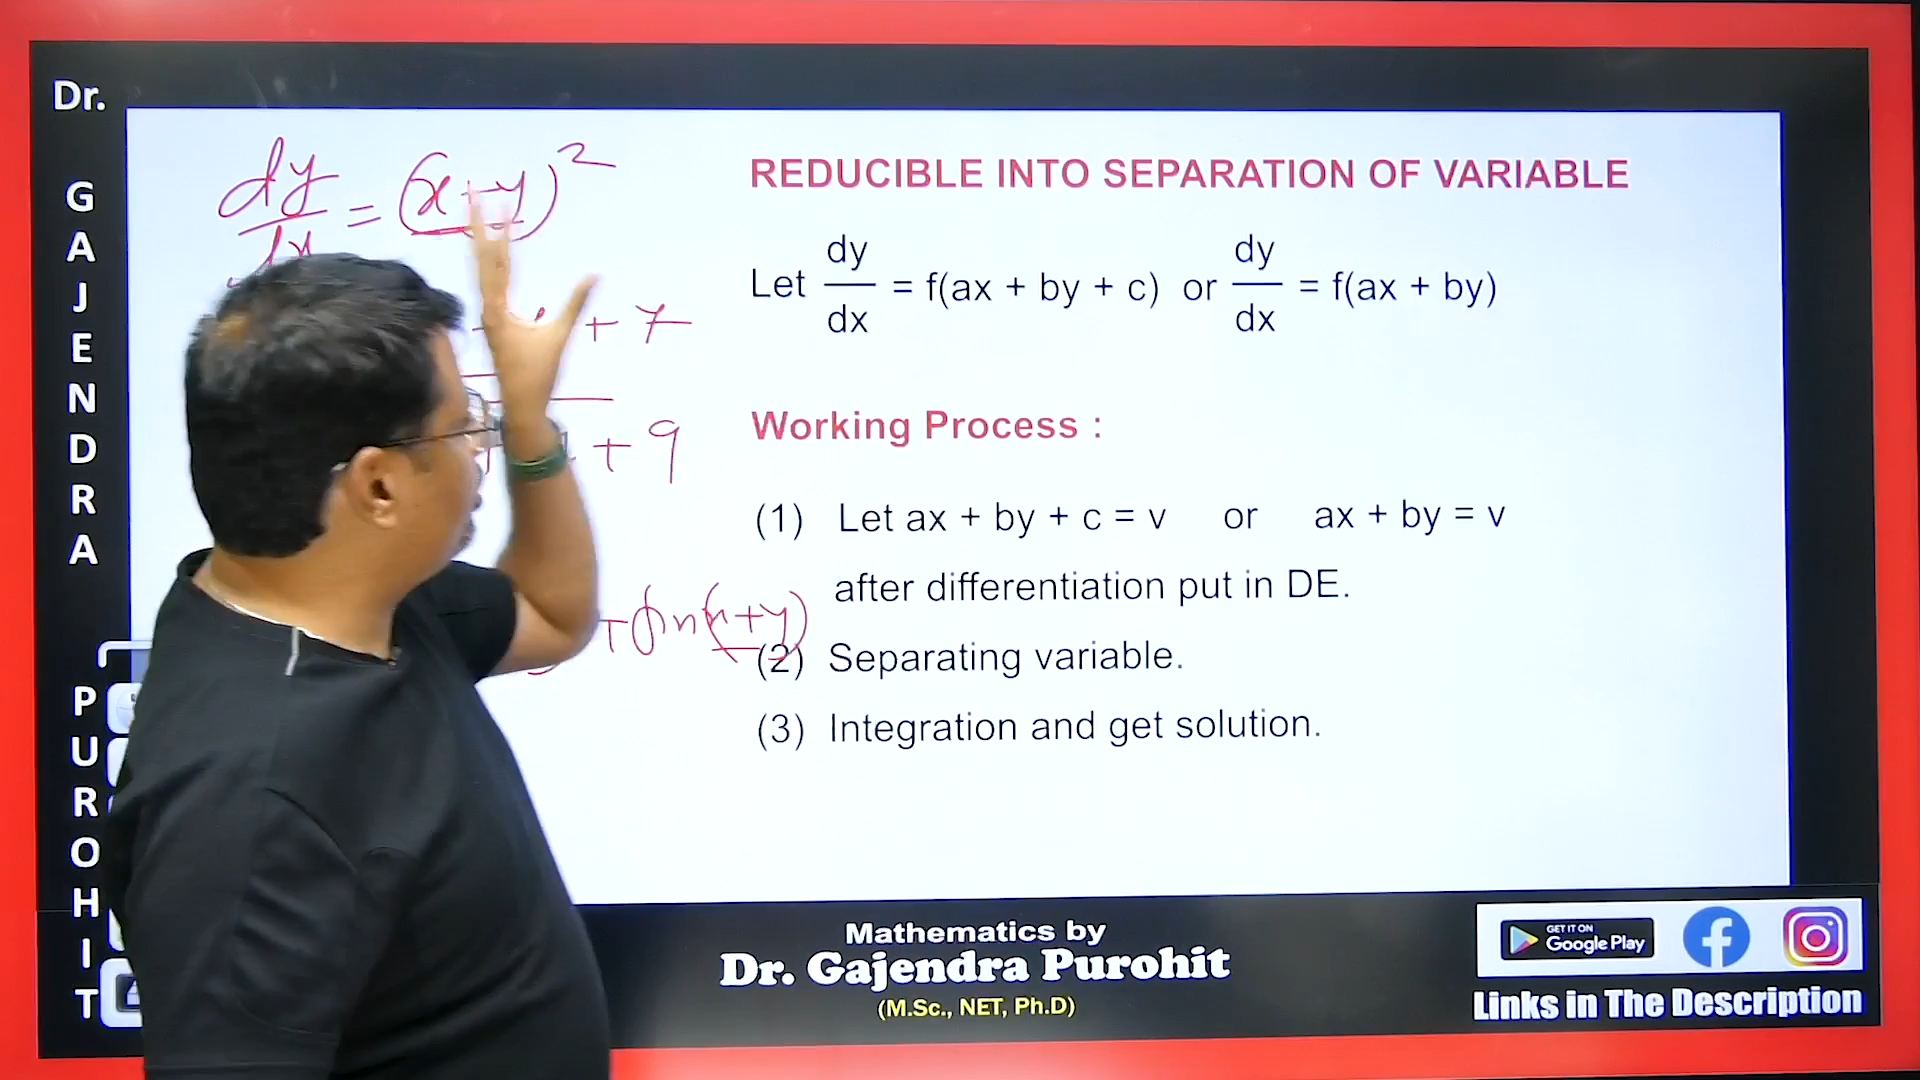 Dr.
GAJENDRA
PUROHIT
dy/dx = (x+y)²
+ 7
+ 9
+ sin(x+y)
REDUCIBLE INTO SEPARATION OF VARIABLE
Let dy/dx = f(ax + by + c) or dy/dx = f(ax + by)
Working Process :
(1) Let ax + by + c = v or ax + by = v
after differentiation put in DE.
(2) Separating variable.
(3) Integration and get solution.
Mathematics by
Dr. Gajendra Purohit
(M.Sc., NET, Ph.D)
GET IT ON
Google Play
Links in The Description